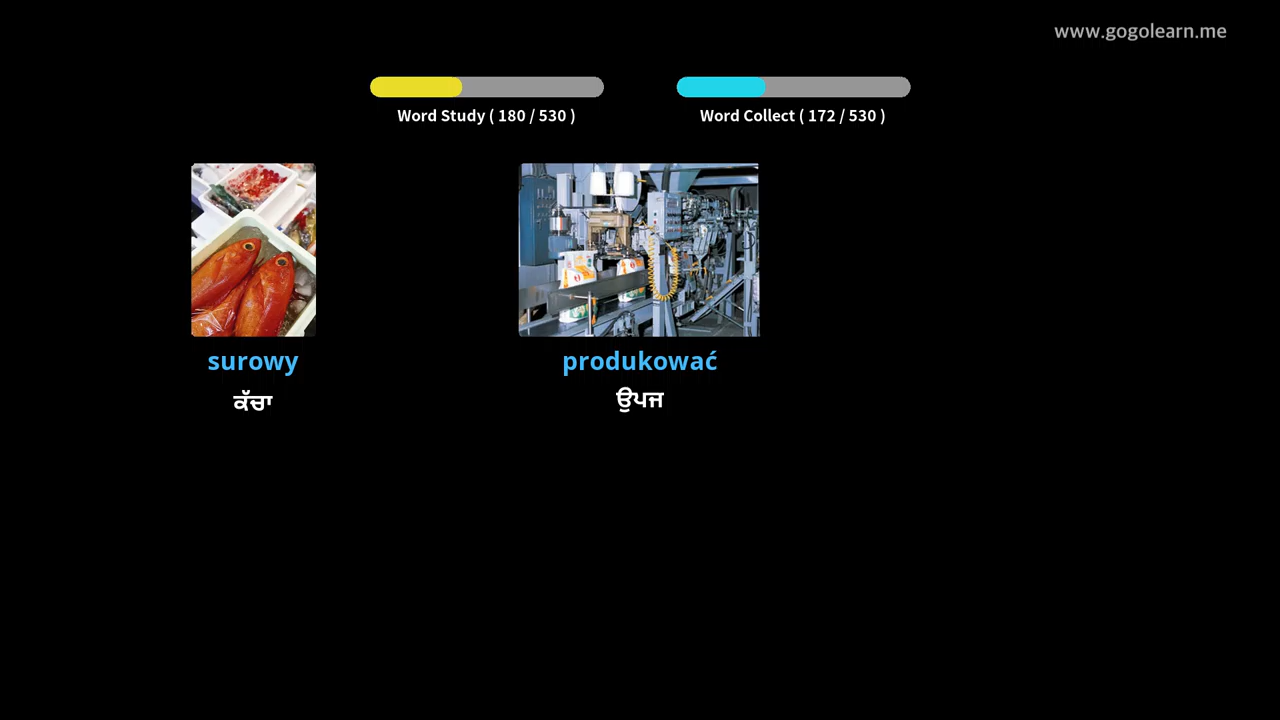 www.gogolearn.me
Word Study ( 180 / 530 )
Word Collect ( 172 / 530 )
surowy
ਕੱਚਾ
produkować
ਉਪਜ